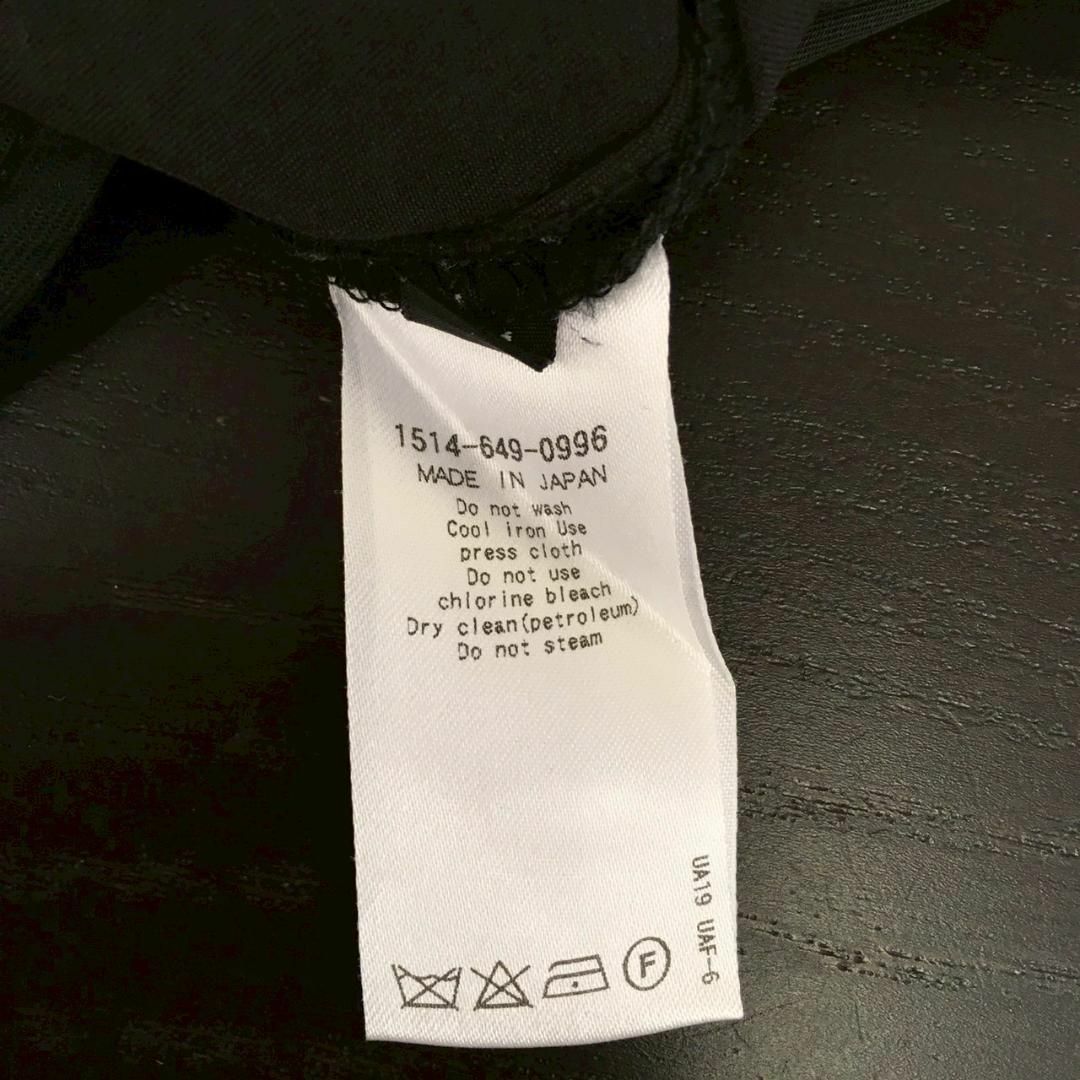 1514-649-0996
MADE IN JAPAN
Do not wash
Cool iron Use
press cloth
Do not use
chlorine bleach
Dry clean(petroleum)
Do not steam
UA19 UAF-6
F